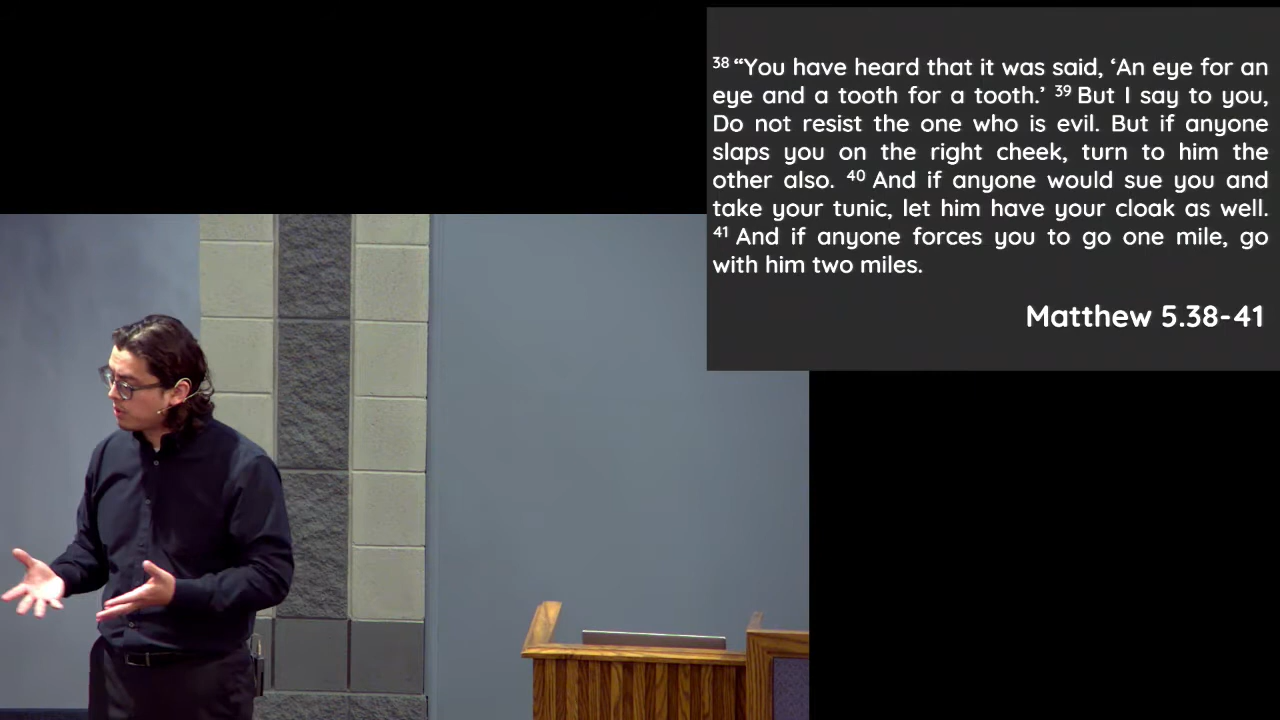 38 “You have heard that it was said, ‘An eye for an
eye and a tooth for a tooth.’ 39 But I say to you,
Do not resist the one who is evil. But if anyone
slaps you on the right cheek, turn to him the
other also. 40 And if anyone would sue you and
take your tunic, let him have your cloak as well.
41 And if anyone forces you to go one mile, go
with him two miles.
Matthew 5.38-41